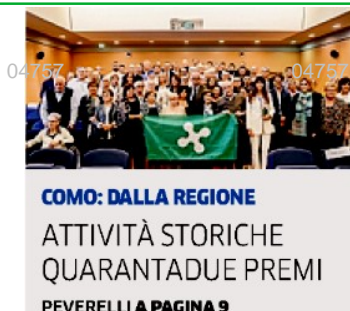 04757 04757
COMO: DALLA REGIONE
ATTIVITÀ STORICHE
QUARANTADUE PREMI
PEVERELLI A PAGINA 9